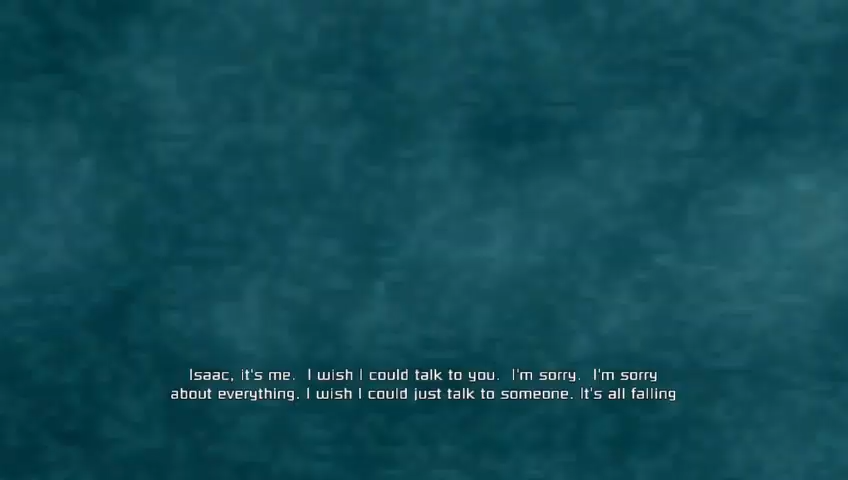 Isaac, it's me.  I wish I could talk to you.  I'm sorry.  I'm sorry
about everything. I wish I could just talk to someone. It's all falling